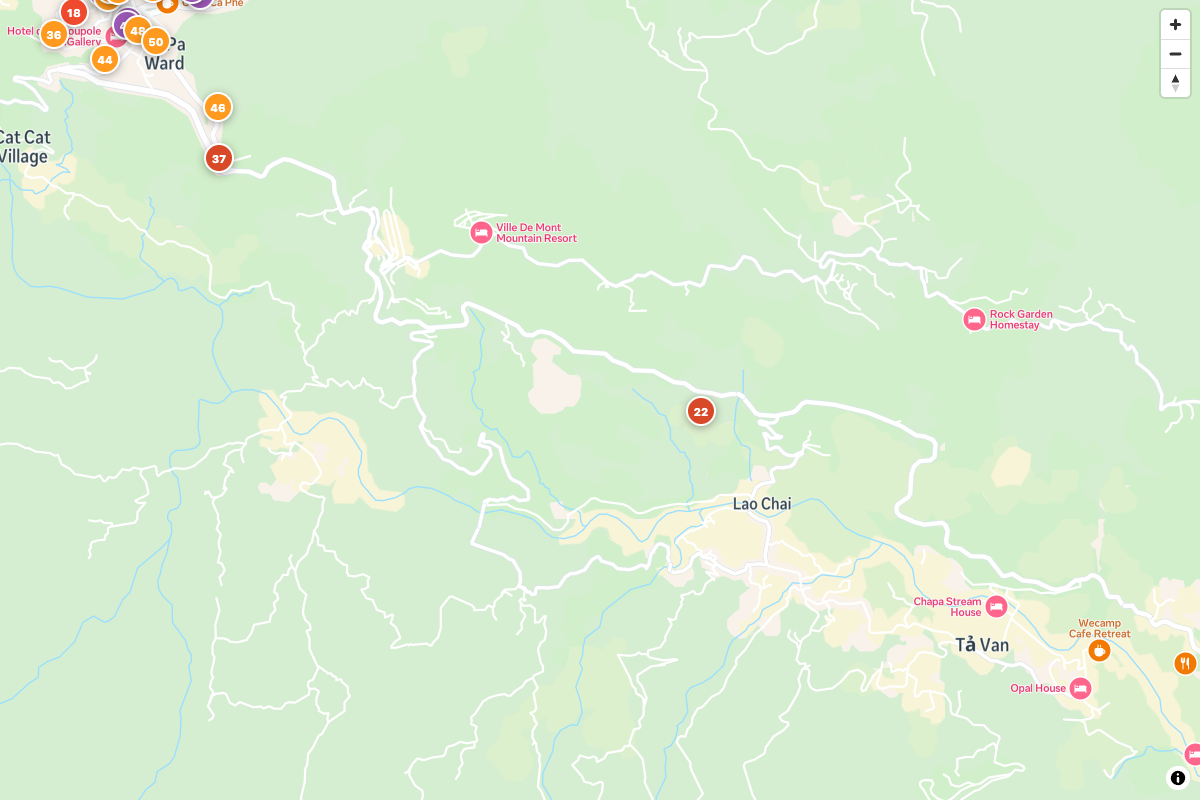 18
Ca Phe
Hotel
oupole
Gallery
36
48
50
Pa
Ward
44
46
Cat Cat
Village
37
Ville De Mont
Mountain Resort
Rock Garden
Homestay
22
Lao Chai
Chapa Stream
House
Wecamp
Cafe Retreat
Tả Van
Opal House